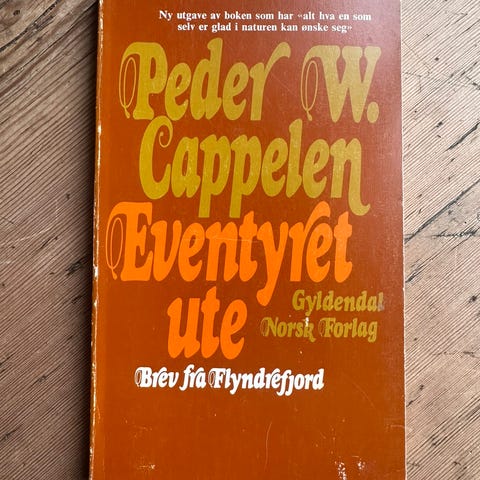 Ny utgave av boken som har «alt hva en som
selv er glad i naturen kan ønske seg»
Peder W.
Cappelen
Eventyret
ute
Gyldendal
Norsk Forlag
Brev fra Flyndrefjord